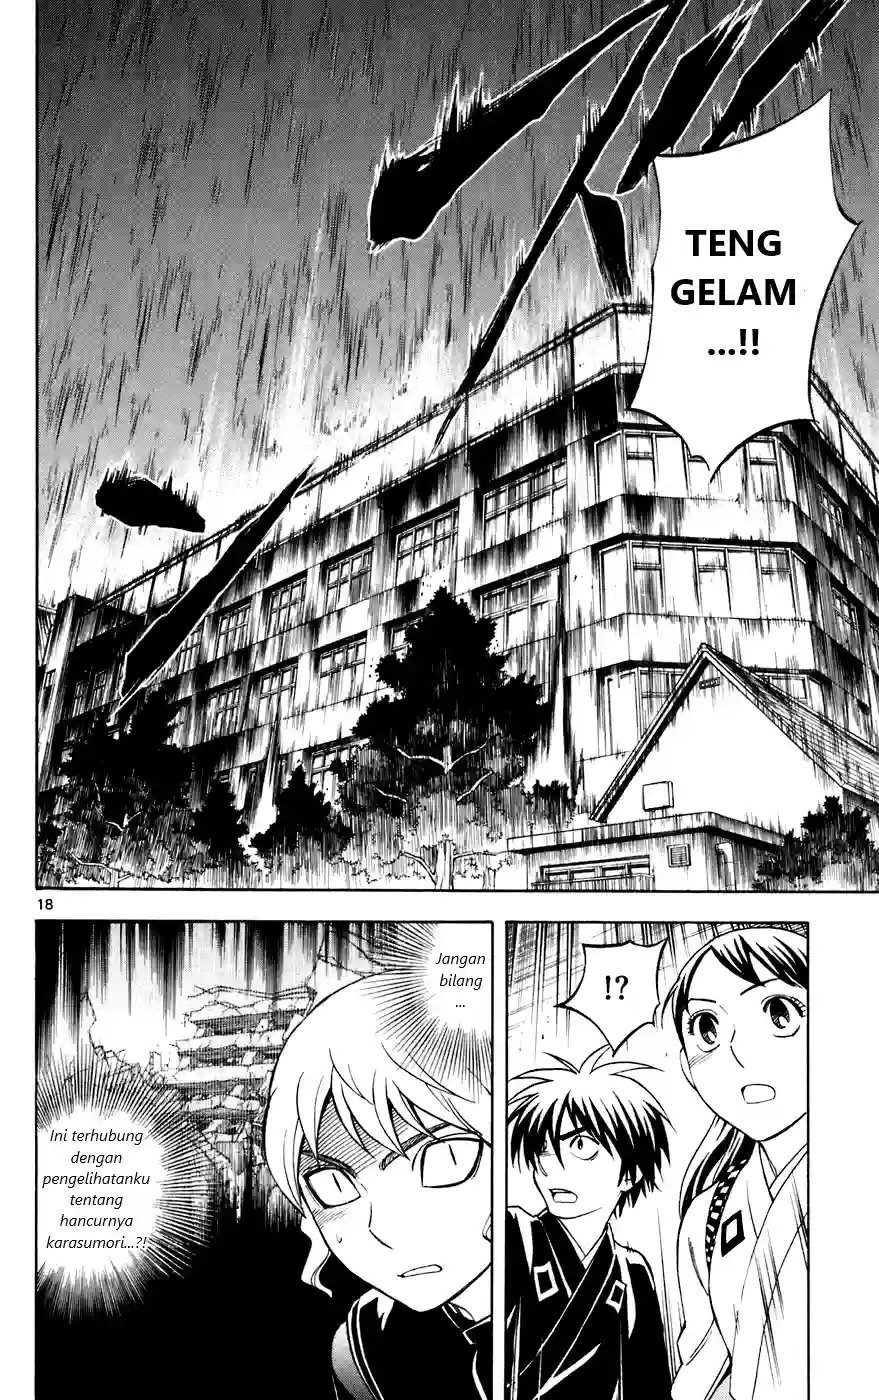 TENG
GELAM
...!!
18
!?
Jangan
bilang
...
Ini terhubung
dengan
pengelihatanku
tentang
hancurnya
karasumori...?!